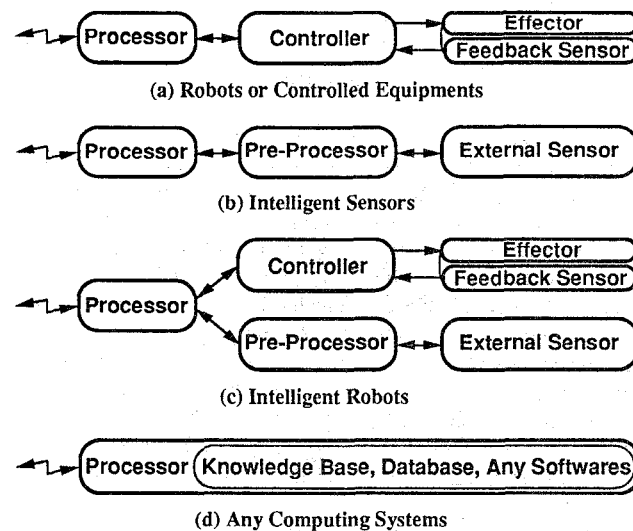 Processor Controller Effector
Feedback Sensor
(a) Robots or Controlled Equipments
Processor Pre-Processor External Sensor
(b) Intelligent Sensors
Controller Effector
Feedback Sensor
Processor
Pre-Processor External Sensor
(c) Intelligent Robots
Processor Knowledge Base, Database, Any Softwares
(d) Any Computing Systems